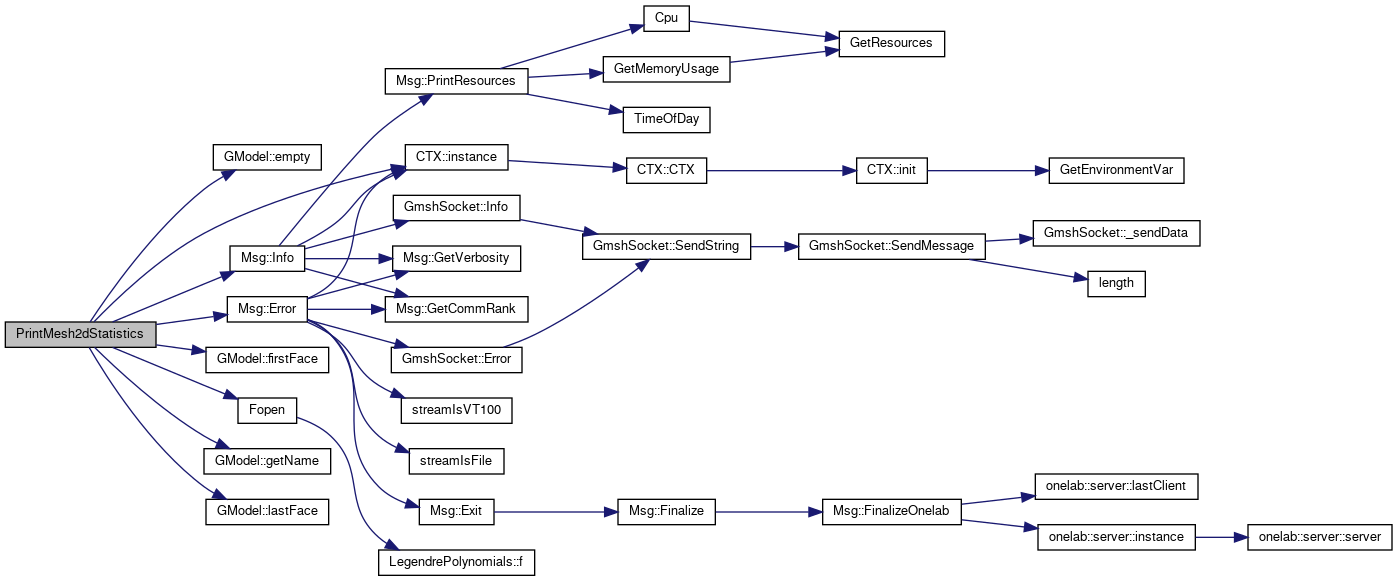 PrintMesh2dStatistics
GModel::empty
Msg::Info
Msg::Error
GModel::firstFace
Fopen
GModel::getName
GModel::lastFace
Msg::PrintResources
CTX::instance
GmshSocket::Info
Msg::GetVerbosity
Msg::GetCommRank
GmshSocket::Error
streamIsVT100
streamIsFile
Msg::Exit
LegendrePolynomials::f
Cpu
GetMemoryUsage
TimeOfDay
CTX::CTX
GmshSocket::SendString
Msg::Finalize
GetResources
CTX::init
GmshSocket::SendMessage
Msg::FinalizeOnelab
GetEnvironmentVar
GmshSocket::_sendData
length
onelab::server::lastClient
onelab::server::instance
onelab::server::server